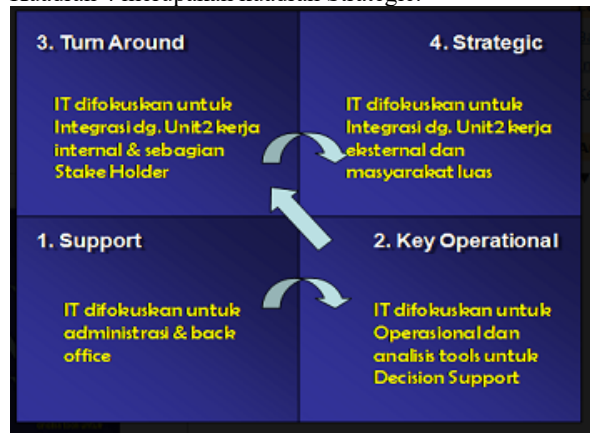 3. Turn Around
IT difokuskan untuk
Integrasi dg. Unit2 kerja
internal & sebagian
Stake Holder
4. Strategic
IT difokuskan untuk
Integrasi dg. Unit2 kerja
eksternal dan
masyarakat luas
1. Support
IT difokuskan untuk
administrasi & back
office
2. Key Operational
IT difokuskan untuk
Operasional dan
analisis tools untuk
Decision Support